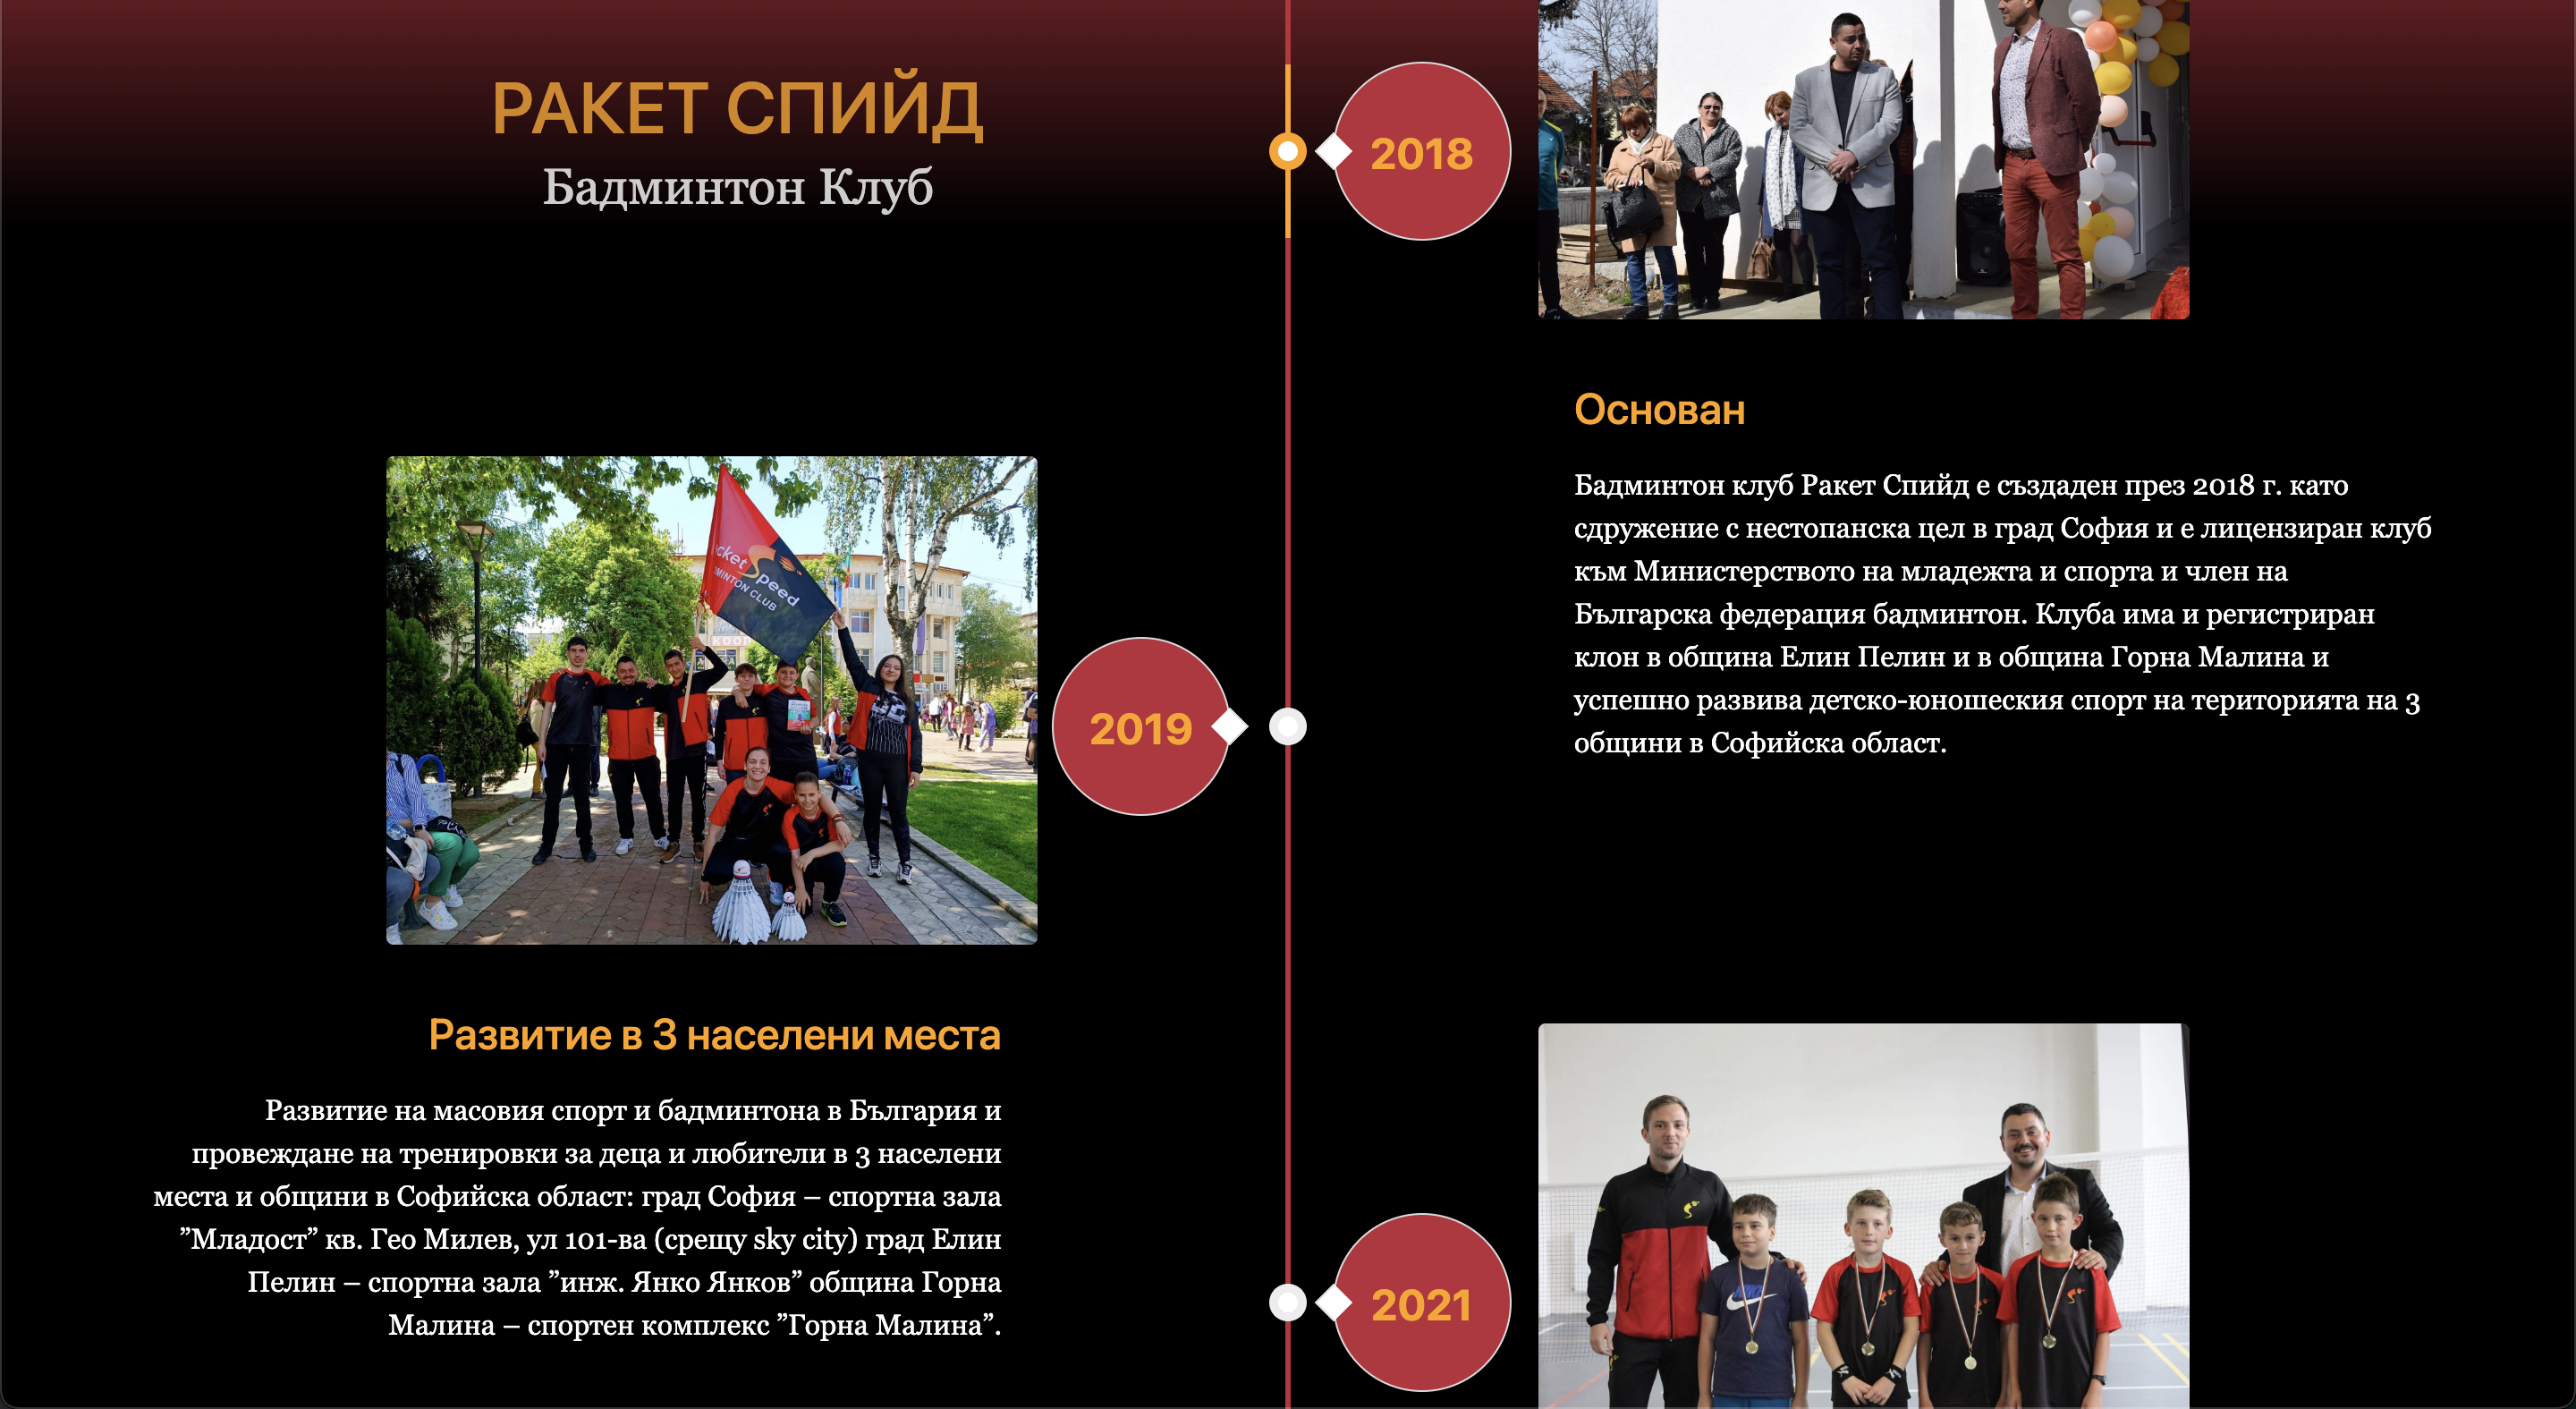 РАКЕТ СПИЙД
Бадминтон Клуб
2018
Основан
Бадминтон клуб Ракет Спийд е създаден през 2018 г. като
сдружение с нестопанска цел в град София и е лицензиран клуб
към Министерството на младежта и спорта и член на
Българска федерация бадминтон. Клуба има и регистриран
клон в община Елин Пелин и в община Горна Малина и
успешно развива детско-юношеския спорт на територията на 3
общини в Софийска област.
cket Speed
MINTON CLUB
2019
Развитие в 3 населени места
Развитие на масовия спорт и бадминтона в България и
провеждане на тренировки за деца и любители в 3 населени
места и общини в Софийска област: град София – спортна зала
”Младост” кв. Гео Милев, ул 101-ва (срещу sky city) град Елин
Пелин – спортна зала ”инж. Янко Янков” община Горна
Малина – спортен комплекс ”Горна Малина”.
2021